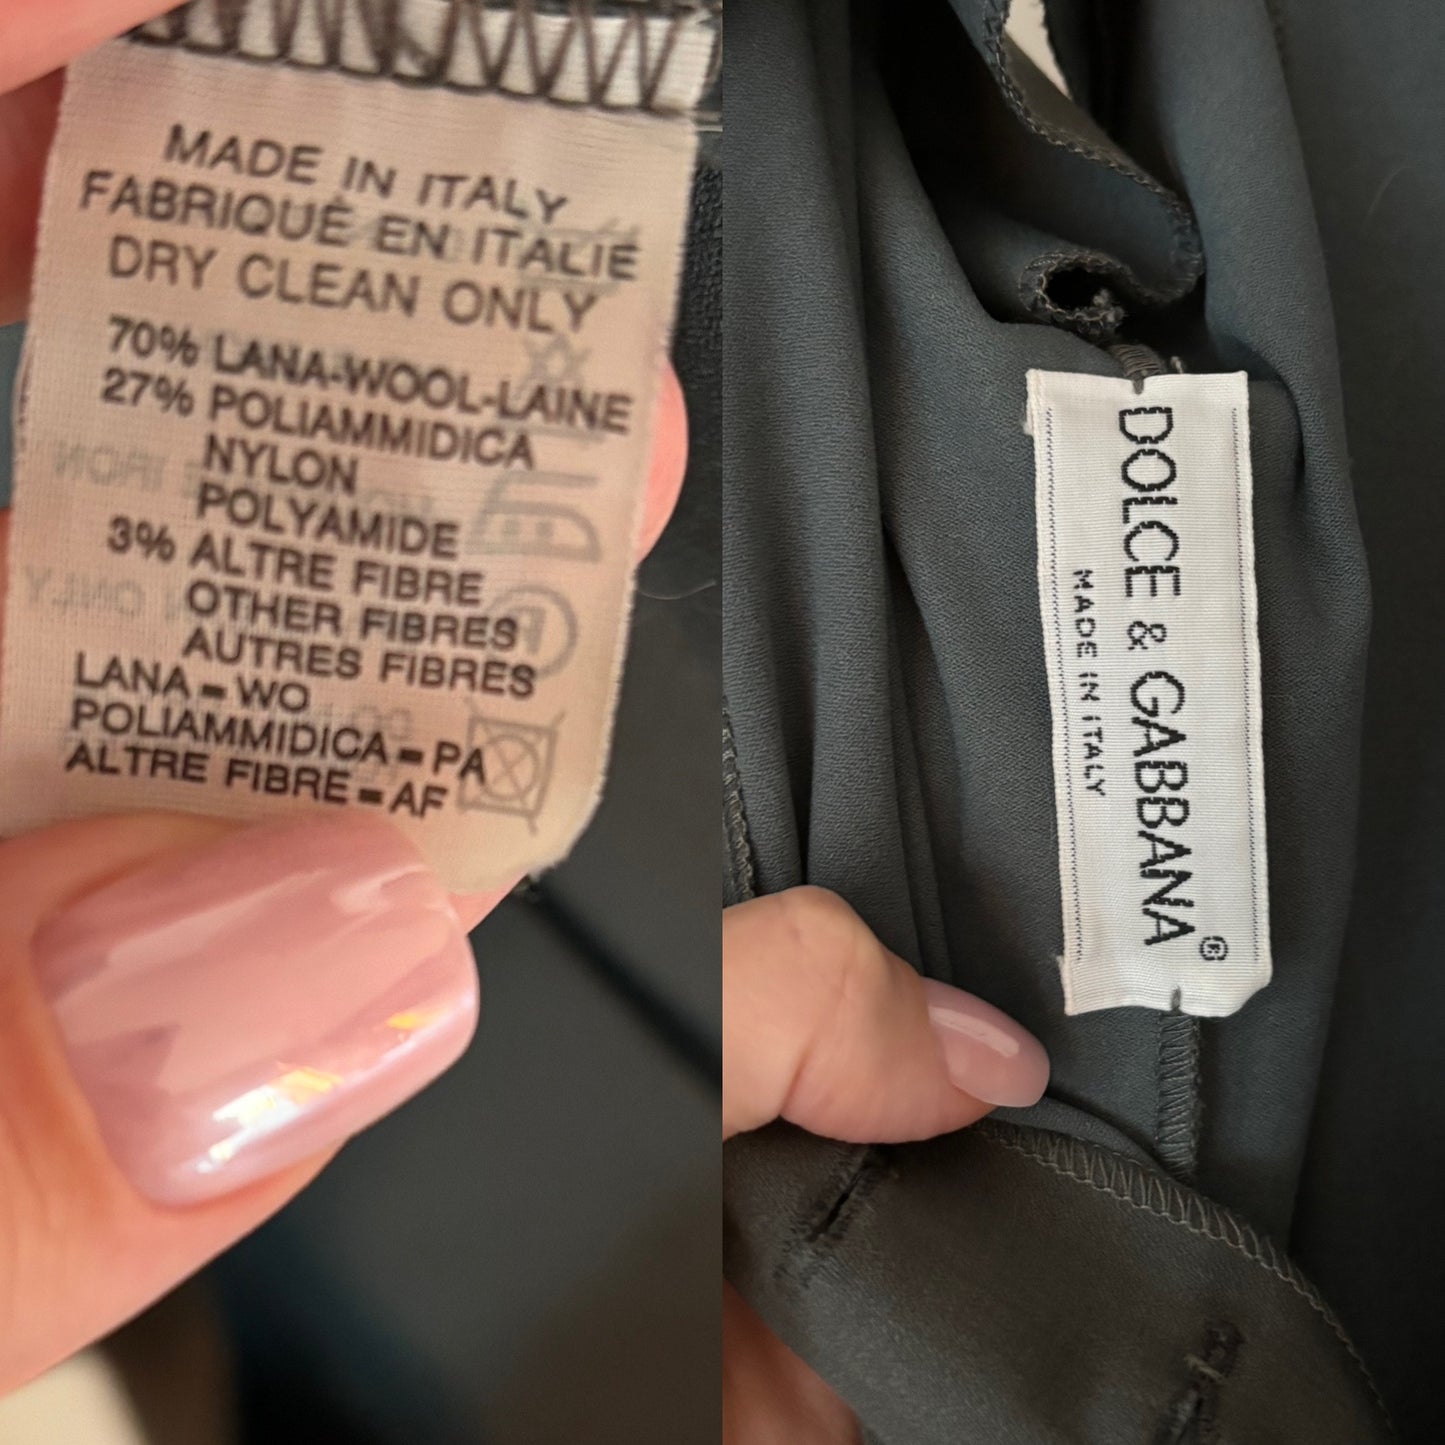 MADE IN ITALY
FABRIQUÉ EN ITALIE
DRY CLEAN ONLY
70% LANA-WOOL-LAINE
27% POLIAMMIDICA
NYLON
POLYAMIDE
3% ALTRE FIBRE
OTHER FIBRES
AUTRES FIBRES
LANA = WO
POLIAMMIDICA = PA
ALTRE FIBRE = AF
DOLCE & GABBANA®
MADE IN ITALY